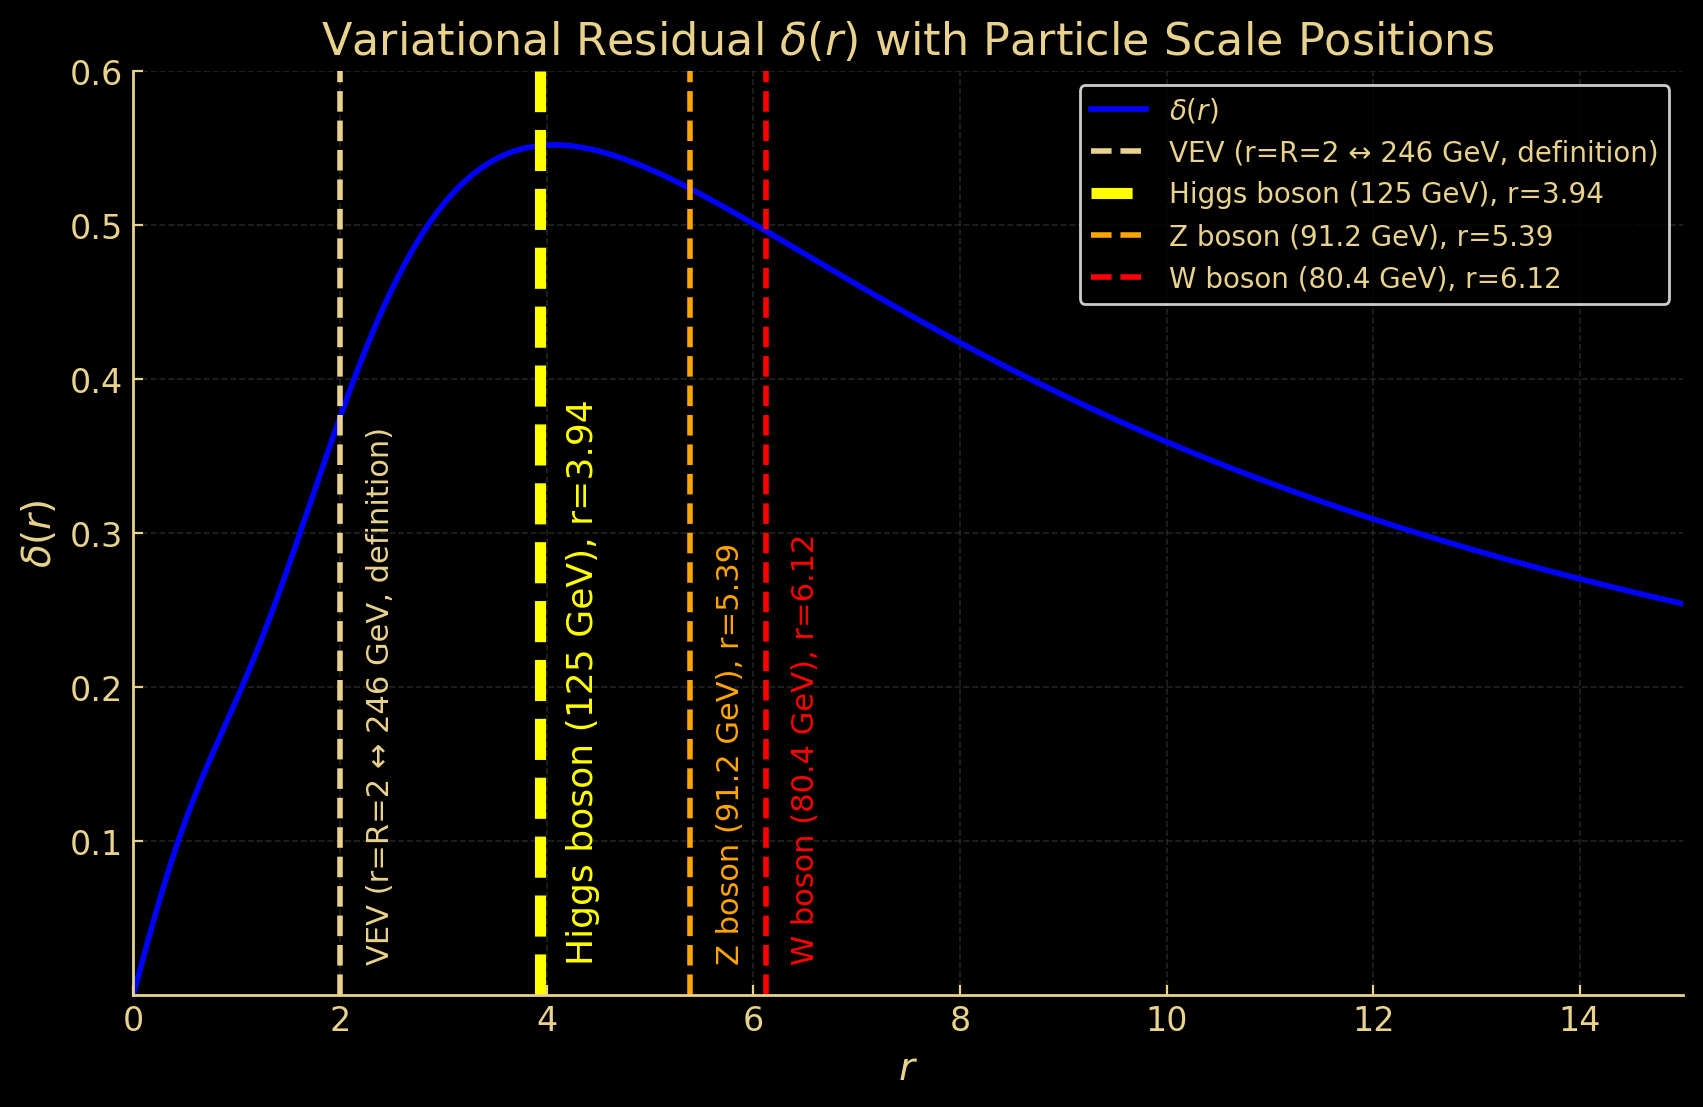 Variational Residual δ(r) with Particle Scale Positions
δ(r)
VEV (r=R=2 ↔ 246 GeV, definition)
Higgs boson (125 GeV), r=3.94
Z boson (91.2 GeV), r=5.39
W boson (80.4 GeV), r=6.12
0.6
0.5
0.4
0.3
0.2
0.1
δ(r)
VEV (r=R=2 ↔ 246 GeV, definition)
Higgs boson (125 GeV), r=3.94
Z boson (91.2 GeV), r=5.39
W boson (80.4 GeV), r=6.12
0 2 4 6 8 10 12 14
r